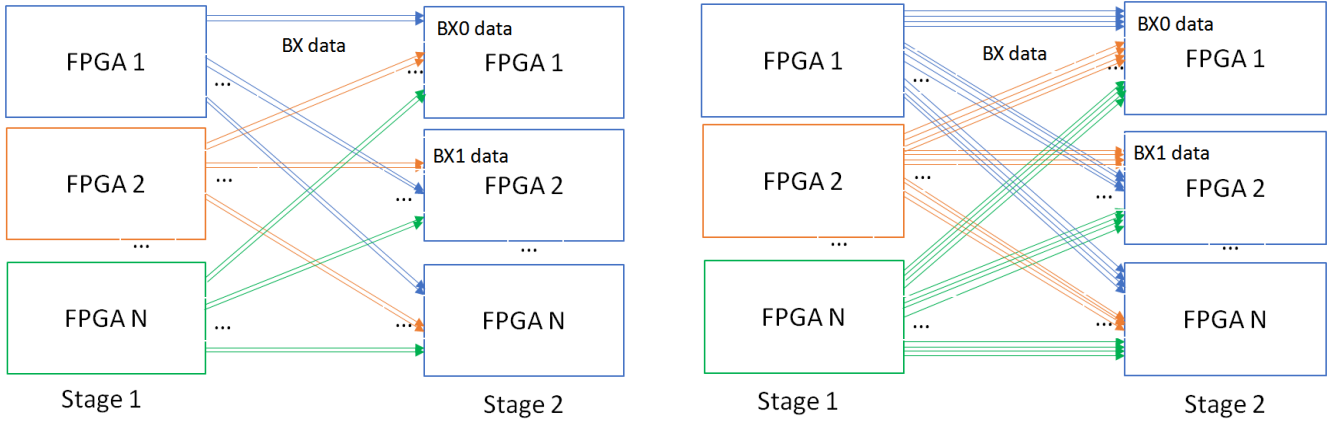 FPGA 1
BX data
BX0 data
FPGA 1
...
...
FPGA 2
BX1 data
FPGA 2
...
...
...
...
FPGA N
FPGA N
...
...
Stage 1
Stage 2
FPGA 1
BX data
BX0 data
FPGA 1
...
...
FPGA 2
BX1 data
FPGA 2
...
...
...
...
FPGA N
FPGA N
...
...
Stage 1
Stage 2